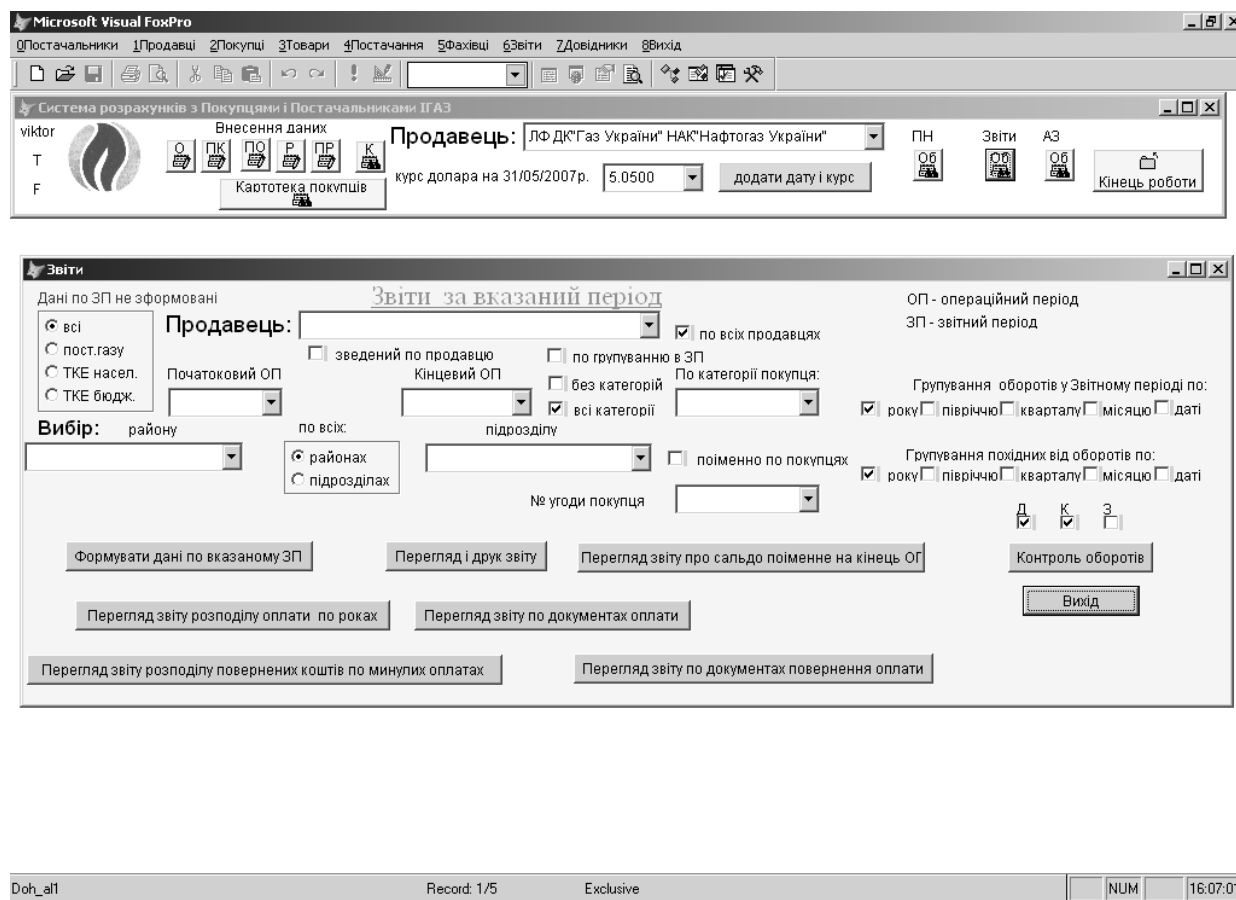 Microsoft Visual FoxPro
0Постачальники 1Продавці 2Покупці 3Товари 4Постачання 5Фахівці 6Звіти 7Довідники 8Вихід
Система розрахунків з Покупцями і Постачальниками ІГАЗ
viktor Внесення даних Продавець: ЛФ ДК"Газ України" НАК"Нафтогаз України" ПН Звіти АЗ
Т О ПК ПО Р ПР К Об Об Об
F Картотека покупців курс долара на 31/05/2007р. 5.0500 додати дату і курс Кінець роботи
Звіти
Дані по ЗП не зформовані Звіти за вказаний період ОП - операційний період
всі Продавець: по всіх продавцях ЗП - звітний період
пост.газу зведений по продавцю по групуванню в ЗП
ТКЕ насел. Початоковий ОП Кінцевий ОП без категорій По категорії покупця: Групування оборотів у Звітному періоді по:
ТКЕ бюдж. всі категорії року півріччю кварталу місяцю даті
Вибір: району по всіх: підрозділу
районах поіменно по покупцях Групування похідних від оборотів по:
підрозділах року півріччю кварталу місяцю даті
№ угоди покупця
Д К З
Формувати дані по вказаному ЗП Перегляд і друк звіту Перегляд звіту про сальдо поіменне на кінець ОГ Контроль оборотів
Перегляд звіту розподілу оплати по роках Перегляд звіту по документах оплати Вихід
Перегляд звіту розподілу повернених коштів по минулих оплатах Перегляд звіту по документах повернення оплати
Doh_al1 Record: 1/5 Exclusive NUM 16:07:01